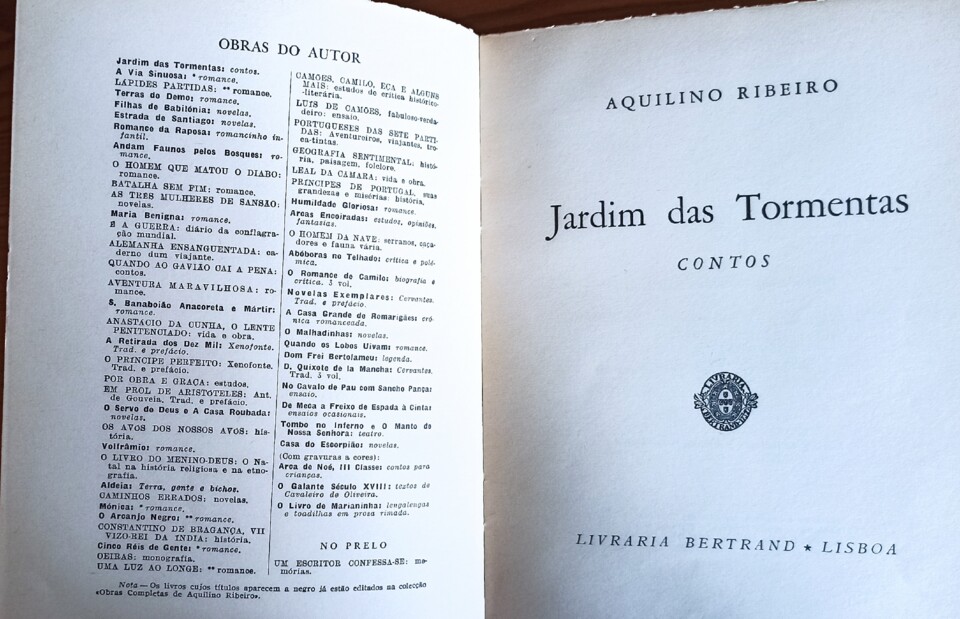 OBRAS DO AUTOR
Jardim das Tormentas: contos.
A Via Sinuosa: * romance.
LÁPIDES PARTIDAS: ** romance.
Terras do Demo: romance.
Filhas de Babilónia: novelas.
Estrada de Santiago: novelas.
Romance da Raposa: romancinho in-
fantil.
Andam Faunos pelos Bosques: ro-
mance.
O HOMEM QUE MATOU O DIABO:
romance.
BATALHA SEM FIM: romance.
AS TRÊS MULHERES DE SANSÃO:
novelas.
Maria Benigna: romance.
É A GUERRA: diário da conflagra-
ção mundial.
ALEMANHA ENSANGUENTADA: ca-
derno dum viajante.
QUANDO AO GAVIÃO CAI A PENA:
contos.
AVENTURA MARAVILHOSA: ro-
mance.
S. Banaboião Anacoreta e Mártir:
romance.
ANASTÁCIO DA CUNHA, O LENTE
PENITENCIADO: vida e obra.
A Retirada dos Dez Mil: Xenofonte.
Trad. e prefácio.
O PRÍNCIPE PERFEITO: Xenofonte.
Trad. e prefácio.
POR OBRA E GRAÇA: estudos.
EM PROL DE ARISTÓTELES: Ant.
de Gouveia, Trad. e prefácio.
O Servo de Deus e A Casa Roubada:
novelas.
OS AVÓS DOS NOSSOS AVÓS: his-
tória.
Volfrâmio: romance.
O LIVRO DO MENINO-DEUS: O Na-
tal na história religiosa e na etno-
grafia.
Aldeia: Terra, gente e bichos.
CAMINHOS ERRADOS: novelas.
Mónica: * romance.
O Arcanjo Negro: ** romance.
CONSTANTINO DE BRAGANÇA, VII
VIZO-REI DA ÍNDIA: história.
Cinco Réis de Gente: * romance.
OEIRAS: monografia.
UMA LUZ AO LONGE: ** romance.
CAMÕES, CAMILO, EÇA E ALGUNS
MAIS: estudos de crítica histórico-
-literária.
LUÍS DE CAMÕES, fabuloso-verda-
deiro: ensaio.
PORTUGUESES DAS SETE PARTI-
DAS: Aventureiros, viajantes, tro-
ca-tintas.
GEOGRAFIA SENTIMENTAL: histó-
ria, paisagem, folclore.
LEAL DA CÂMARA: vida e obra.
PRÍNCIPES DE PORTUGAL, suas
grandezas e misérias: história.
Humildade Gloriosa: romance.
Arcas Encoiradas: estudos, opiniões,
fantasias.
O HOMEM DA NAVE: serranos, caça-
dores e fauna vária.
Abóboras no Telhado: crítica e polé-
mica.
O Romance de Camilo: biografia e
crítica. 3 vol.
Novelas Exemplares: Cervantes.
Trad. e prefácio.
A Casa Grande de Romarigães: cró-
nica romanceada.
O Malhadinhas: novelas.
Quando os Lobos Uivam: romance.
Dom Frei Bertolameu: legenda.
D. Quixote de la Mancha: Cervantes.
Trad. 3 vol.
No Cavalo de Pau com Sancho Pança:
ensaio.
De Meca a Freixo de Espada à Cinta:
ensaios ocasionais.
Tombo no Inferno e O Manto de
Nossa Senhora: teatro.
Casa do Escorpião: novelas.
(Com gravuras a cores):
Arca de Noé, III Classe: contos para
crianças.
O Galante Século XVIII: textos do
Cavaleiro de Oliveira.
O Livro de Marianinha: lengalengas
e toadilhas em prosa rimada.
NO PRELO
UM ESCRITOR CONFESSA-SE: me-
mórias.
Nota — Os livros cujos títulos aparecem a negro já estão editados na colecção
«Obras Completas de Aquilino Ribeiro».
AQUILINO RIBEIRO
Jardim das Tormentas
CONTOS
LIVRARIA
BERTRAND
LIVRARIA BERTRAND ★ LISBOA